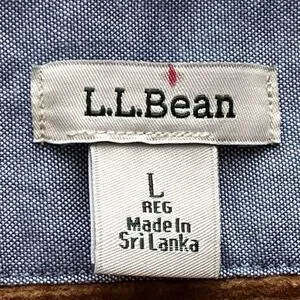 L.L.Bean
L
REG
Made In
Sri Lanka